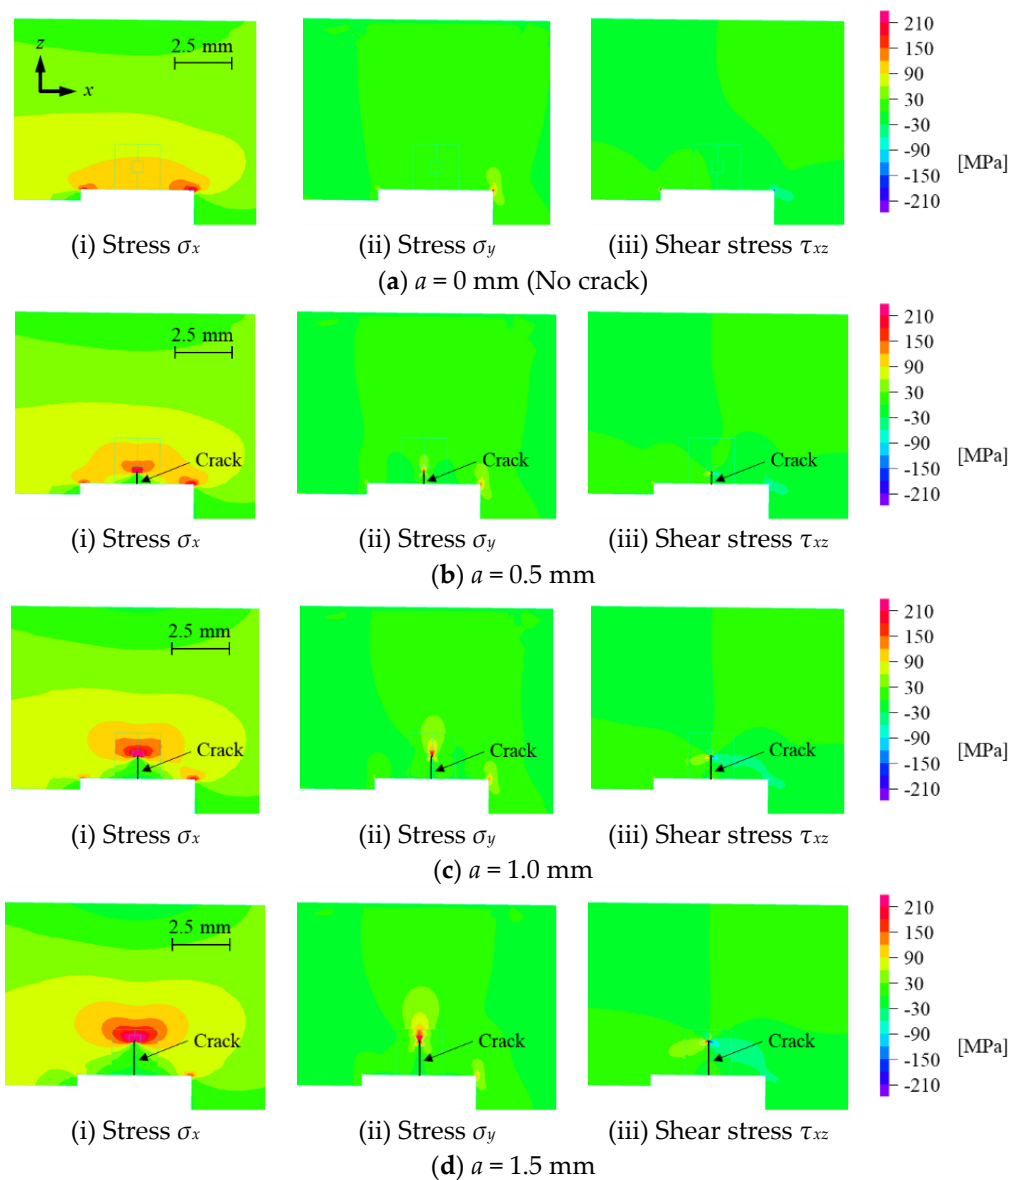 z
x
2.5 mm
210
150
90
30
-30
-90
-150
-210
[MPa]
(i) Stress σx
(ii) Stress σy
(iii) Shear stress τxz
(a) a = 0 mm (No crack)
2.5 mm
Crack
Crack
Crack
210
150
90
30
-30
-90
-150
-210
[MPa]
(i) Stress σx
(ii) Stress σy
(iii) Shear stress τxz
(b) a = 0.5 mm
2.5 mm
Crack
Crack
Crack
210
150
90
30
-30
-90
-150
-210
[MPa]
(i) Stress σx
(ii) Stress σy
(iii) Shear stress τxz
(c) a = 1.0 mm
2.5 mm
Crack
Crack
Crack
210
150
90
30
-30
-90
-150
-210
[MPa]
(i) Stress σx
(ii) Stress σy
(iii) Shear stress τxz
(d) a = 1.5 mm